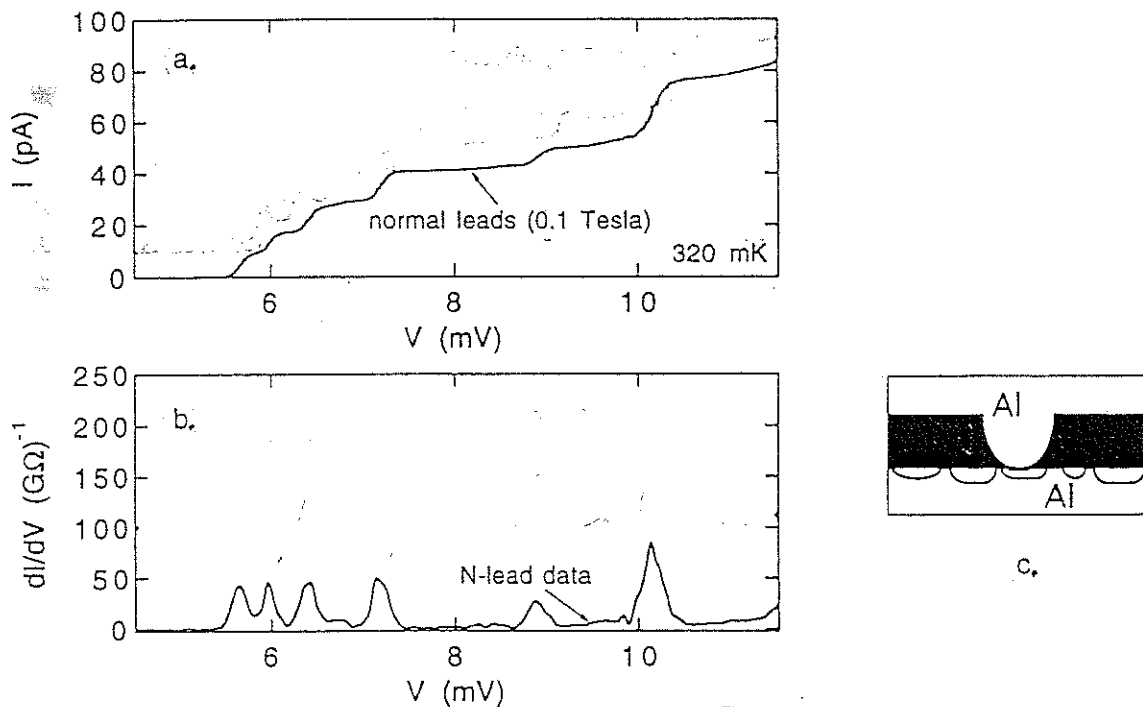 100
80
60
40
20
0
I (pA)
a.
normal leads (0.1 Tesla)
320 mK
6
8
10
V (mV)
250
200
150
100
50
0
dI/dV (GΩ)⁻¹
b.
N-lead data
6
8
10
V (mV)
Al
Al
c.